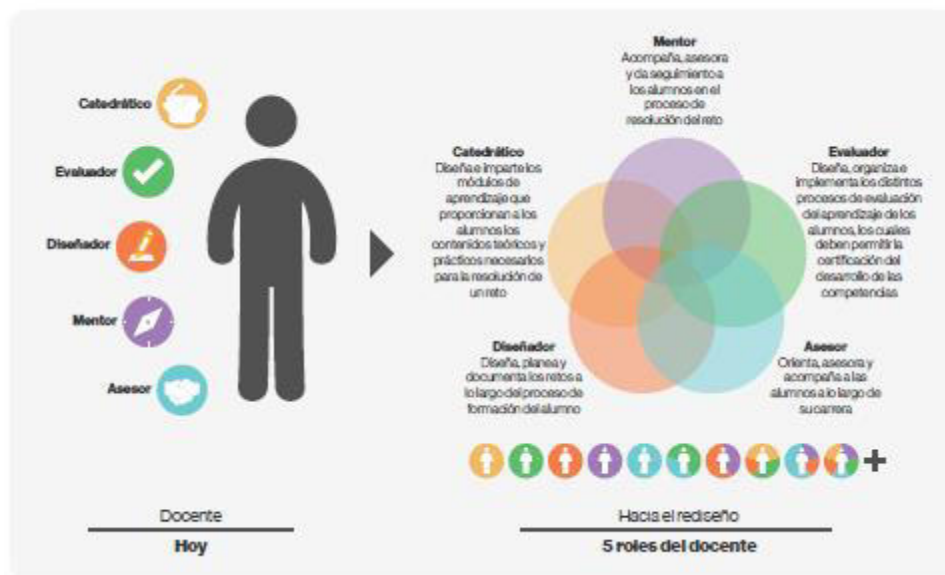 Catedrático
Evaluador
Diseñador
Mentor
Asesor
Docente
Hoy
Mentor
Acompaña, asesora
y da seguimiento a
los alumnos en el
proceso de
resolución del reto
Catedrático
Diseña e imparte los
módulos de
aprendizaje que
proporcionan a los
alumnos los
contenidos teóricos y
prácticos necesarios
para la resolución de
un reto
Evaluador
Diseña, organiza e
implementa los distintos
procesos de evaluación
del aprendizaje de los
alumnos, los cuales
deben permitir la
certificación del
desarrollo de las
competencias
Diseñador
Diseña, planea y
documenta los retos a
lo largo del proceso de
formación del alumno
Asesor
Orienta, asesora y
acompaña a las
alumnos a lo largo de
su carrera
+
Hacia el rediseño
5 roles del docente